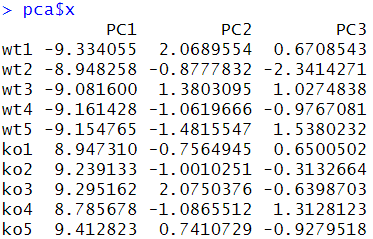 > pca$x
PC1 PC2 PC3
wt1 -9.334055 2.0689554 0.6708543
wt2 -8.948258 -0.8777832 -2.3414271
wt3 -9.081600 1.3803095 1.0274838
wt4 -9.161428 -1.0619666 -0.9767081
wt5 -9.154765 -1.4815547 1.5380232
ko1 8.947310 -0.7564945 0.6500502
ko2 9.239133 -1.0010251 -0.3132664
ko3 9.295162 2.0750376 -0.6398703
ko4 8.785678 -1.0865512 1.3128123
ko5 9.412823 0.7410729 -0.9279518